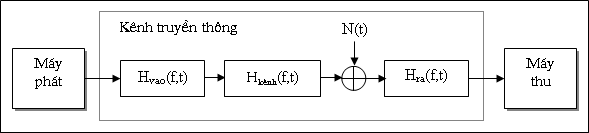 Kênh truyền thông
N(t)
Máy
phát
Hvao(f,t)
Hkênh(f,t)
Hra(f,t)
Máy
thu